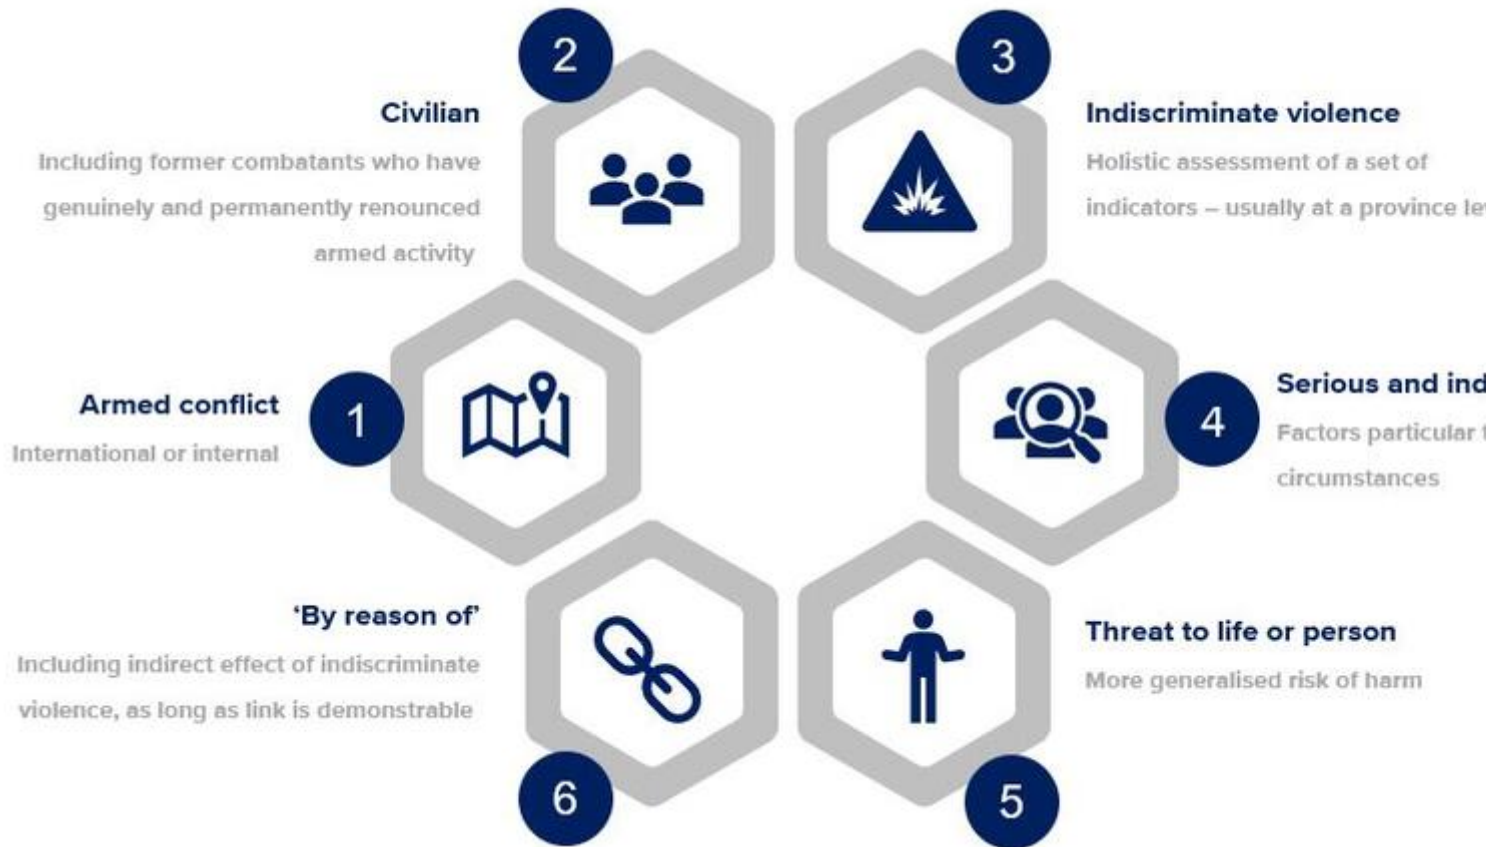 1
Armed conflict
International or internal
2
Civilian
Including former combatants who have
genuinely and permanently renounced
armed activity
3
Indiscriminate violence
Holistic assessment of a set of
indicators – usually at a province
4
Serious and
Factors particular
circumstances
5
Threat to life or person
More generalised risk of harm
6
‘By reason of’
Including indirect effect of indiscriminate
violence, as long as link is demonstrable